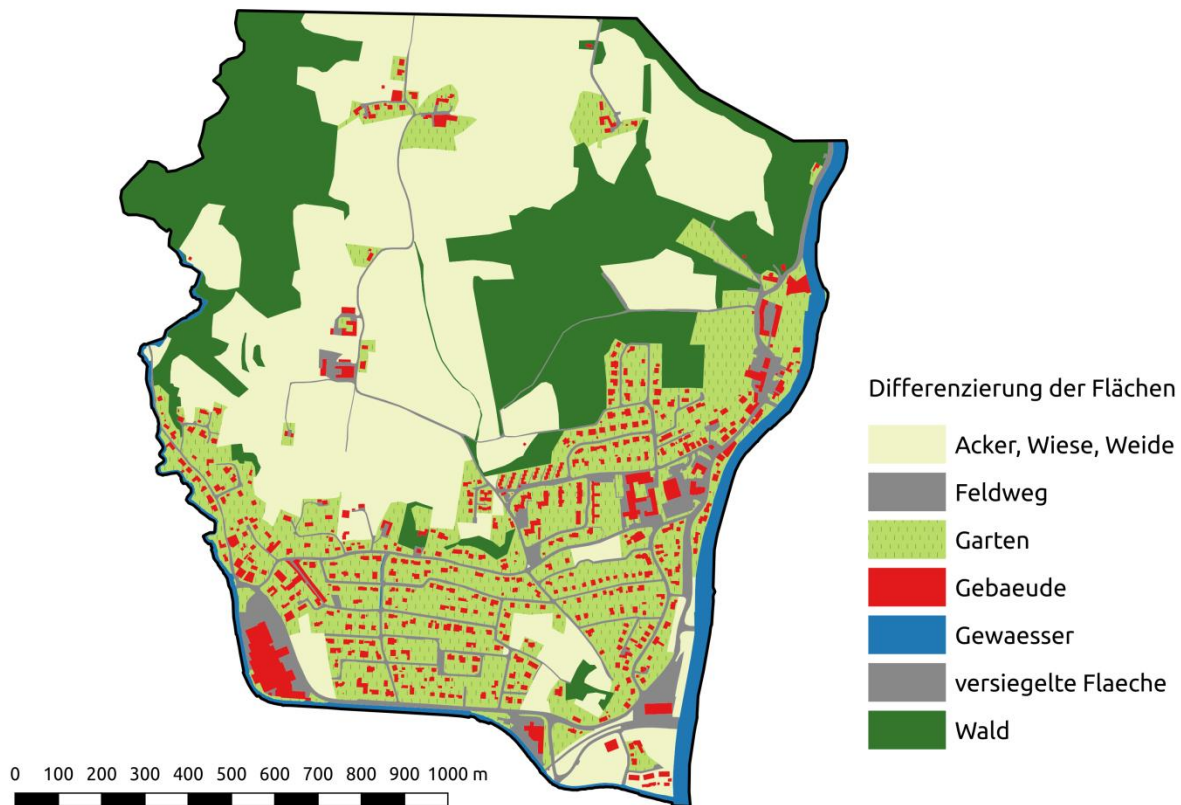 Differenzierung der Flächen
Acker, Wiese, Weide
Feldweg
Garten
Gebaeude
Gewaesser
versiegelte Flaeche
Wald
0 100 200 300 400 500 600 700 800 900 1000 m